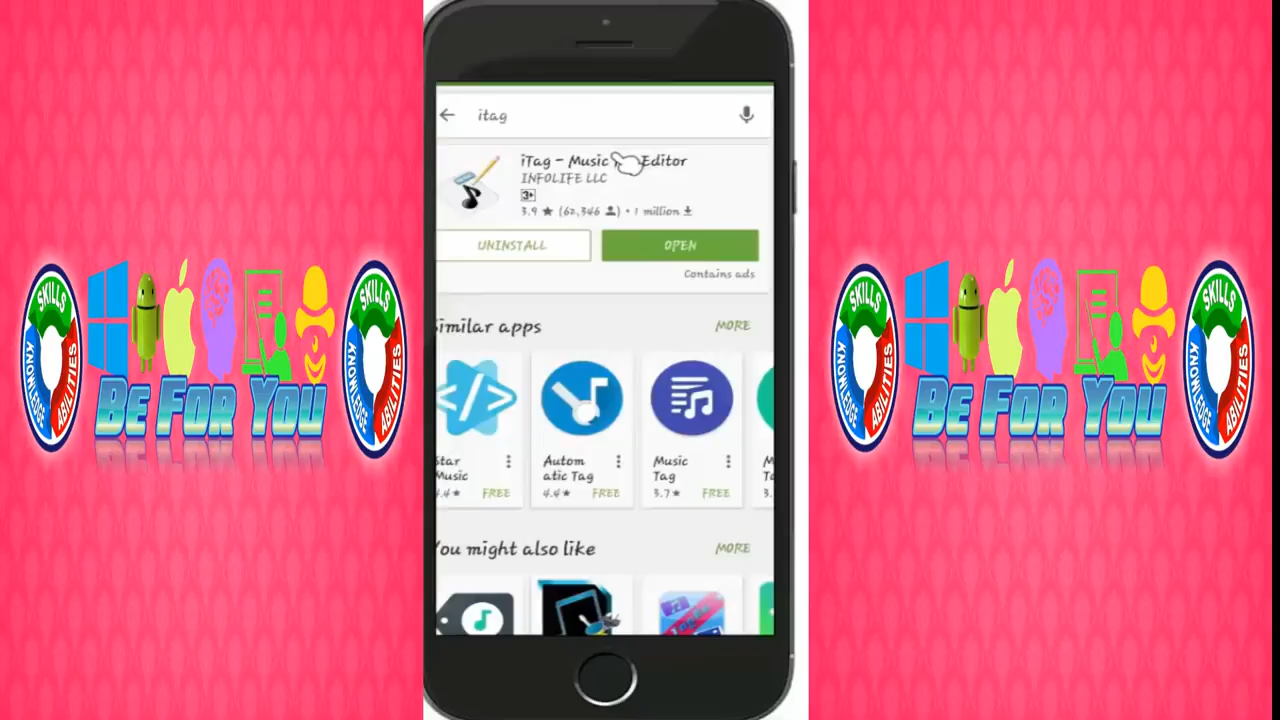 itag
iTag - Music Editor
INFOLIFE LLC
3+
3.9 ★ (62,346 ) • 1 million
UNINSTALL
OPEN
Contains ads
Similar apps
MORE
Star Music
4.4★ FREE
Autom
atic Tag
4.4★ FREE
Music
Tag
3.7★ FREE
M
3.
You might also like
MORE
SKILLS
KNOWLEDGE
ABILITIES
BE FOR YOU
SKILLS
KNOWLEDGE
ABILITIES
SKILLS
KNOWLEDGE
ABILITIES
BE FOR YOU
SKILLS
KNOWLEDGE
ABILITIES